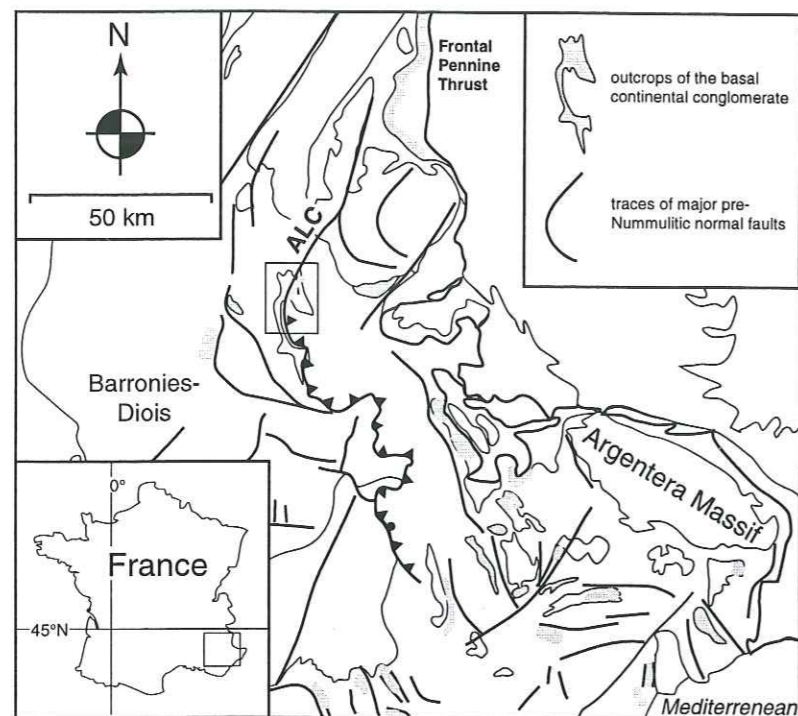 N
50 km
Frontal
Pennine
Thrust
outcrops of the basal
continental conglomerate
traces of major pre-
Nummulitic normal faults
ALC
Barronies-
Diois
Argentera Massif
0°
France
45°N
Mediterrenean